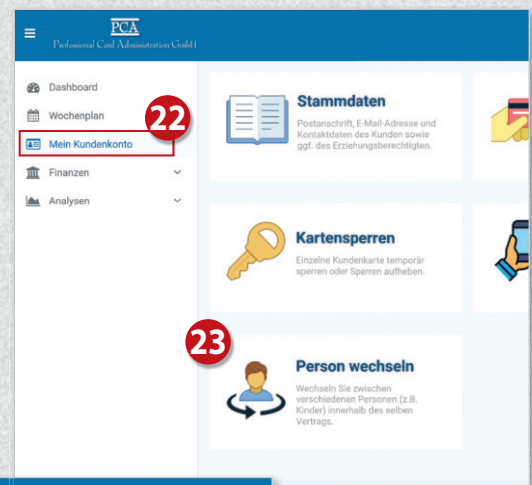 PCA
Professional Card Administration GmbH
Dashboard
Wochenplan
22
Mein Kundenkonto
Finanzen
Analysen
Stammdaten
Postanschrift, E-Mail-Adresse und
Kontaktdaten des Kunden sowie
ggf. des Erziehungsberechtigten.
Kartensperren
Einzelne Kundenkarte temporär
sperren oder Sperren aufheben.
23
Person wechseln
Wechseln Sie zwischen
verschiedenen Personen (z.B.
Kinder) innerhalb des selben
Vertrags.